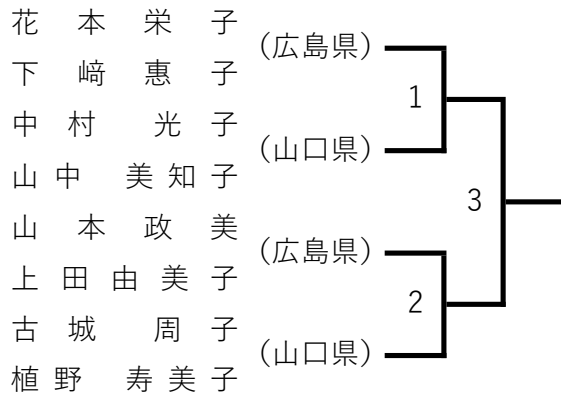 花本栄子
(広島県)
下﨑惠子
1
中村光子
(山口県)
山中美知子
3
山本政美
(広島県)
上田由美子
2
古城周子
(山口県)
植野寿美子